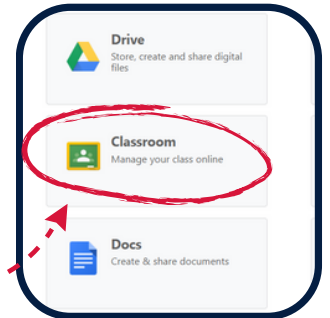 Drive
Store, create and share digital
files
Classroom
Manage your class online
Docs
Create & share documents